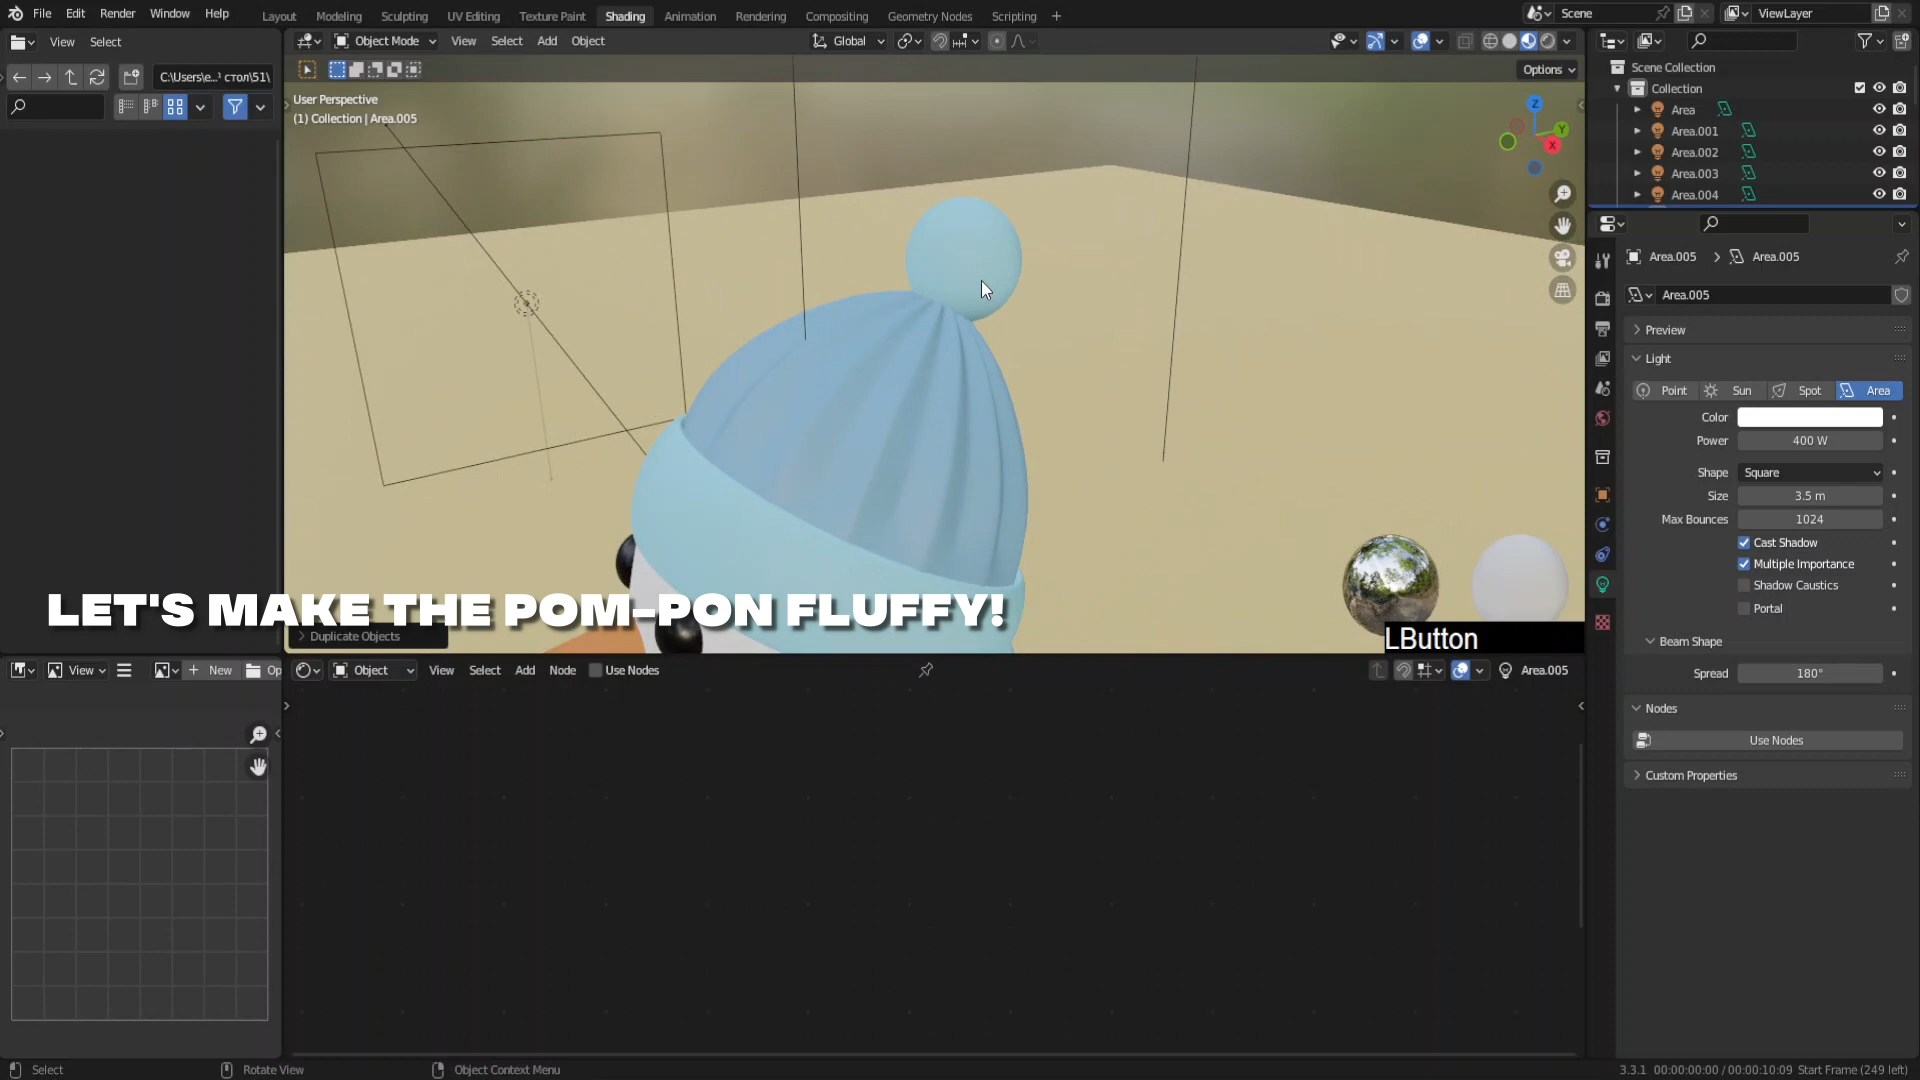 File Edit Render Window Help
Layout Modeling Sculpting UV Editing Texture Paint Shading Animation Rendering Compositing Geometry Nodes Scripting +
Scene
ViewLayer
View Select
Object Mode View Select Add Object
Global
C:\Users\e...¹ стол\51\
Options
User Perspective
(1) Collection | Area.005
Z
Y
X
Scene Collection
Collection
Area
Area.001
Area.002
Area.003
Area.004
Area.005 > Area.005
Area.005
Preview
Light
Point Sun Spot Area
Color
Power 400 W
Shape Square
Size 3.5 m
Max Bounces 1024
Cast Shadow
Multiple Importance
Shadow Caustics
Portal
Beam Shape
Spread 180°
Nodes
Use Nodes
Custom Properties
LET'S MAKE THE POM-PON FLUFFY!
Duplicate Objects
LButton
View
+ New Op
Object View Select Add Node Use Nodes
Area.005
Select Rotate View Object Context Menu
3.3.1 00:00:00:00 / 00:00:10:09 Start Frame (249 left)